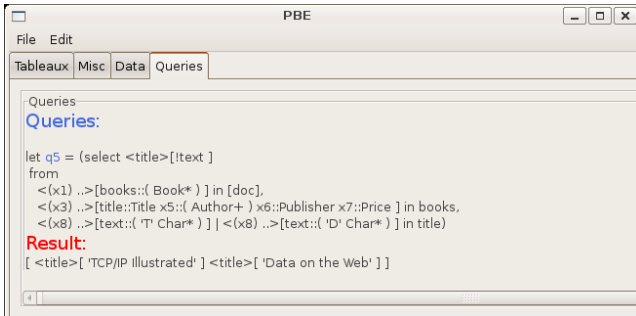 PBE
File Edit
Tableaux Misc Data Queries
Queries
Queries:
let q5 = (select <title>[!text ]
from
<(x1) ..>[books::( Book* ) ] in [doc],
<(x3) ..>[title::Title x5::( Author+ ) x6::Publisher x7::Price ] in books,
<(x8) ..>[text::( 'T' Char* ) ] | <(x8) ..>[text::( 'D' Char* ) ] in title)
Result:
[ <title>[ 'TCP/IP Illustrated' ] <title>[ 'Data on the Web' ] ]